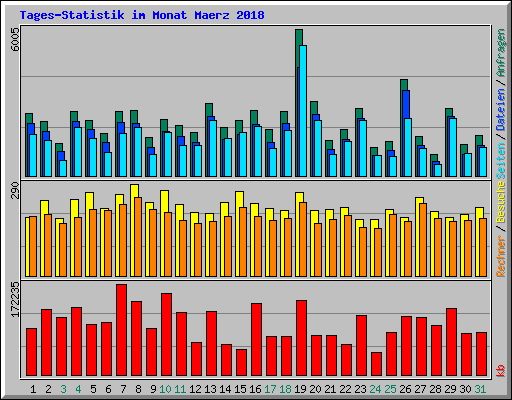 Tages-Statistik im Monat Maerz 2018
6005
290
172235
Rechner / Besuche Seiten / Dateien / Anfragen
kb
1 2 3 4 5 6 7 8 9 10 11 12 13 14 15 16 17 18 19 20 21 22 23 24 25 26 27 28 29 30 31